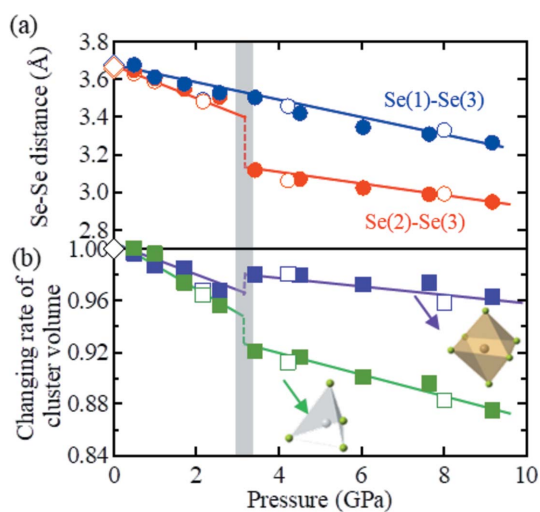 (a)
3.8
3.6
3.4
3.2
3.0
2.8
Se-Se distance (Å)
Se(1)-Se(3)
Se(2)-Se(3)
(b)
1.00
0.96
0.92
0.88
0.84
Changing rate of
cluster volume
0 2 4 6 8 10
Pressure (GPa)